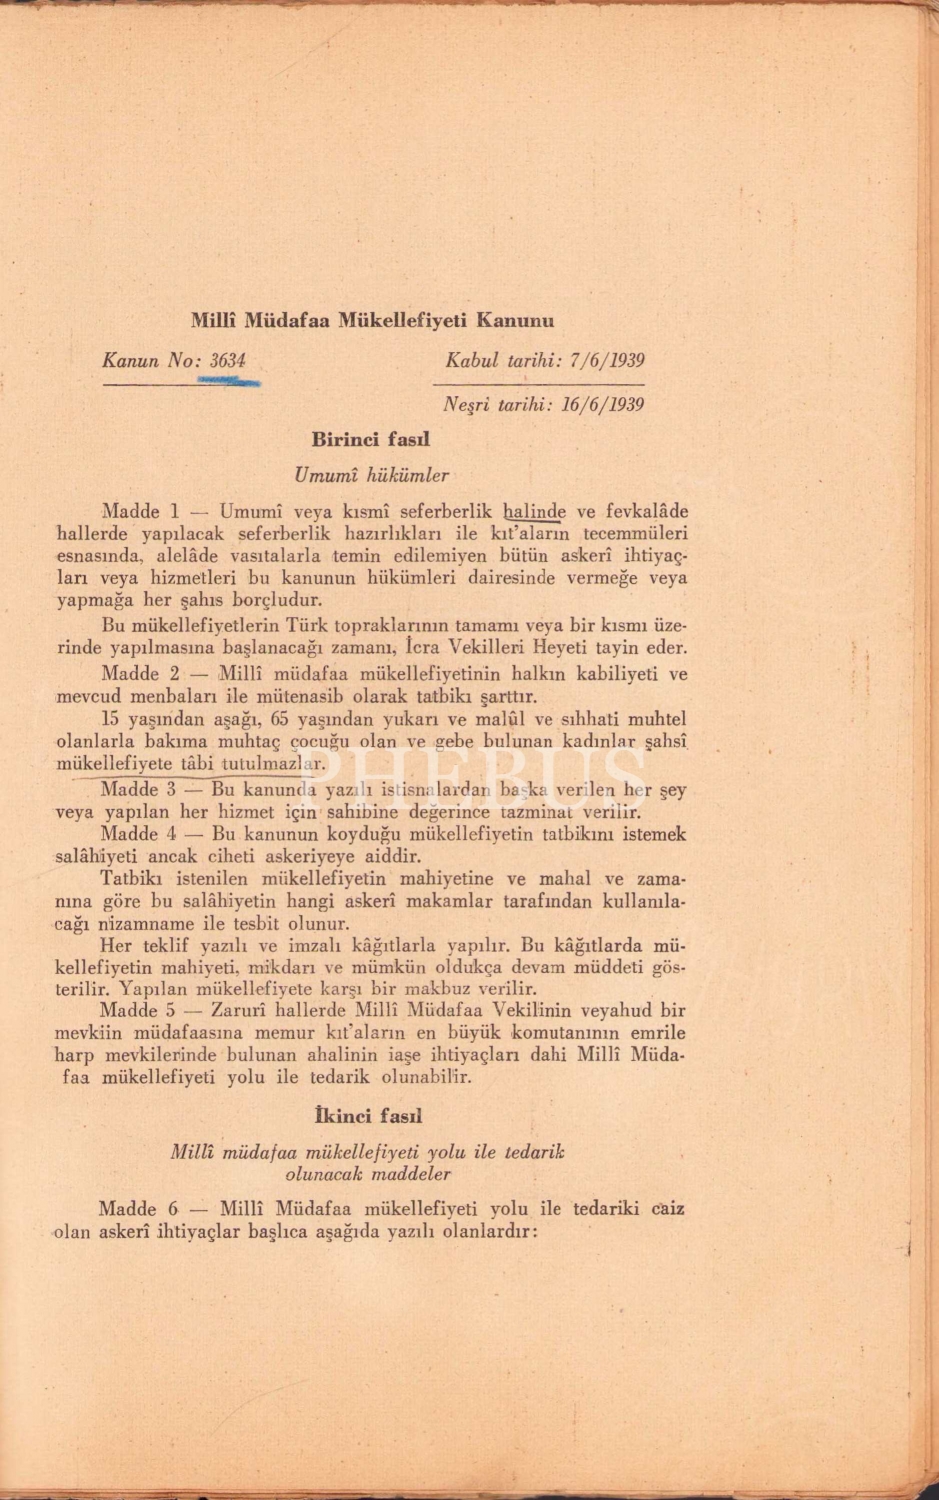 Millî Müdafaa Mükellefiyeti Kanunu
Kanun No: 3634
Kabul tarihi: 7/6/1939
Neşri tarihi: 16/6/1939
Birinci fasıl
Umumî hükümler
Madde 1 — Umumî veya kısmî seferberlik halinde ve fevkalâde
hallerde yapılacak seferberlik hazırlıkları ile kıt'aların tecemmüleri
esnasında, alelâde vasıtalarla temin edilemiyen bütün askerî ihtiyaç-
ları veya hizmetleri bu kanunun hükümleri dairesinde vermeğe veya
yapmağa her şahıs borçludur.
Bu mükellefiyetlerin Türk topraklarının tamamı veya bir kısmı üze-
rinde yapılmasına başlanacağı zamanı, İcra Vekilleri Heyeti tayin eder.
Madde 2 — Millî müdafaa mükellefiyetinin halkın kabiliyeti ve
mevcud menbaları ile mütenasib olarak tatbikı şarttır.
15 yaşından aşağı, 65 yaşından yukarı ve malûl ve sıhhati muhtel
olanlarla bakıma muhtaç çocuğu olan ve gebe bulunan kadınlar şahsî
mükellefiyete tâbi tutulmazlar.
PHEBUS
Madde 3 — Bu kanunda yazılı istisnalardan başka verilen her şey
veya yapılan her hizmet için sahibine değerince tazminat verilir.
Madde 4 — Bu kanunun koyduğu mükellefiyetin tatbikını istemek
salâhiyeti ancak ciheti askeriyeye aiddir.
Tatbikı istenilen mükellefiyetin mahiyetine ve mahal ve zama-
nına göre bu salâhiyetin hangi askerî makamlar tarafından kullanıla-
cağı nizamname ile tesbit olunur.
Her teklif yazılı ve imzalı kâğıtlarla yapılır. Bu kâğıtlarda mü-
kellefiyetin mahiyeti, mikdarı ve mümkün oldukça devam müddeti gös-
terilir. Yapılan mükellefiyete karşı bir makbuz verilir.
Madde 5 — Zarurî hallerde Millî Müdafaa Vekilinin veyahud bir
mevkiin müdafaasına memur kıt'aların en büyük komutanının emrile
harp mevkilerinde bulunan ahalinin iaşe ihtiyaçları dahi Millî Müda-
faa mükellefiyeti yolu ile tedarik olunabilir.
İkinci fasıl
Millî müdafaa mükellefiyeti yolu ile tedarik
olunacak maddeler
Madde 6 — Millî Müdafaa mükellefiyeti yolu ile tedariki caiz
olan askerî ihtiyaçlar başlıca aşağıda yazılı olanlardır: